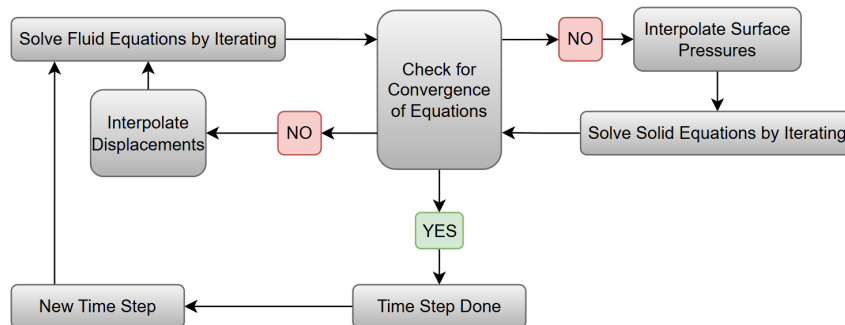 Solve Fluid Equations by Iterating
Check for
Convergence
of Equations
NO
Interpolate Surface
Pressures
Interpolate
Displacements
NO
Solve Solid Equations by Iterating
YES
New Time Step
Time Step Done